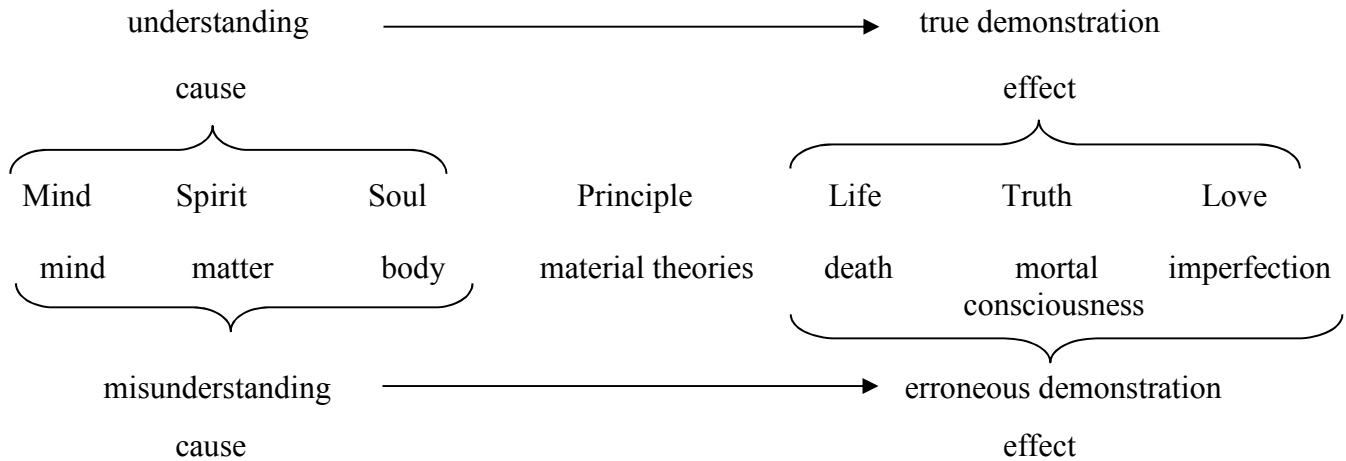 understanding true demonstration
cause effect
Mind Spirit Soul Principle Life Truth Love
mind matter body material theories death mortal imperfection
consciousness
misunderstanding erroneous demonstration
cause effect